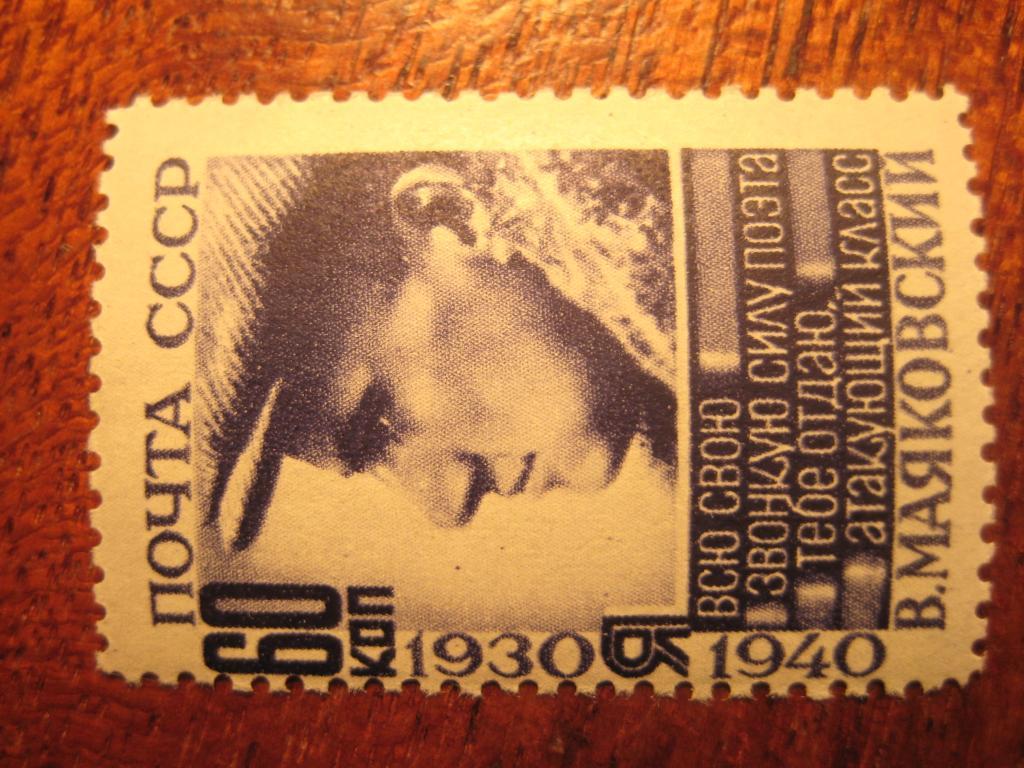 ПОЧТА СССР
60
коп
1930
1940
ВСЮ СВОЮ
ЗВОНКУЮ СИЛУ ПОЭТА
тебе отдаю,
атакующий класс
В. МАЯКОВСКИЙ